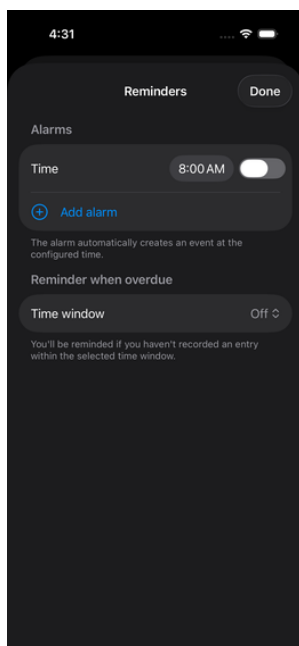 4:31
Reminders
Done
Alarms
Time
8:00 AM
Add alarm
The alarm automatically creates an event at the
configured time.
Reminder when overdue
Time window
Off
You'll be reminded if you haven't recorded an entry
within the selected time window.